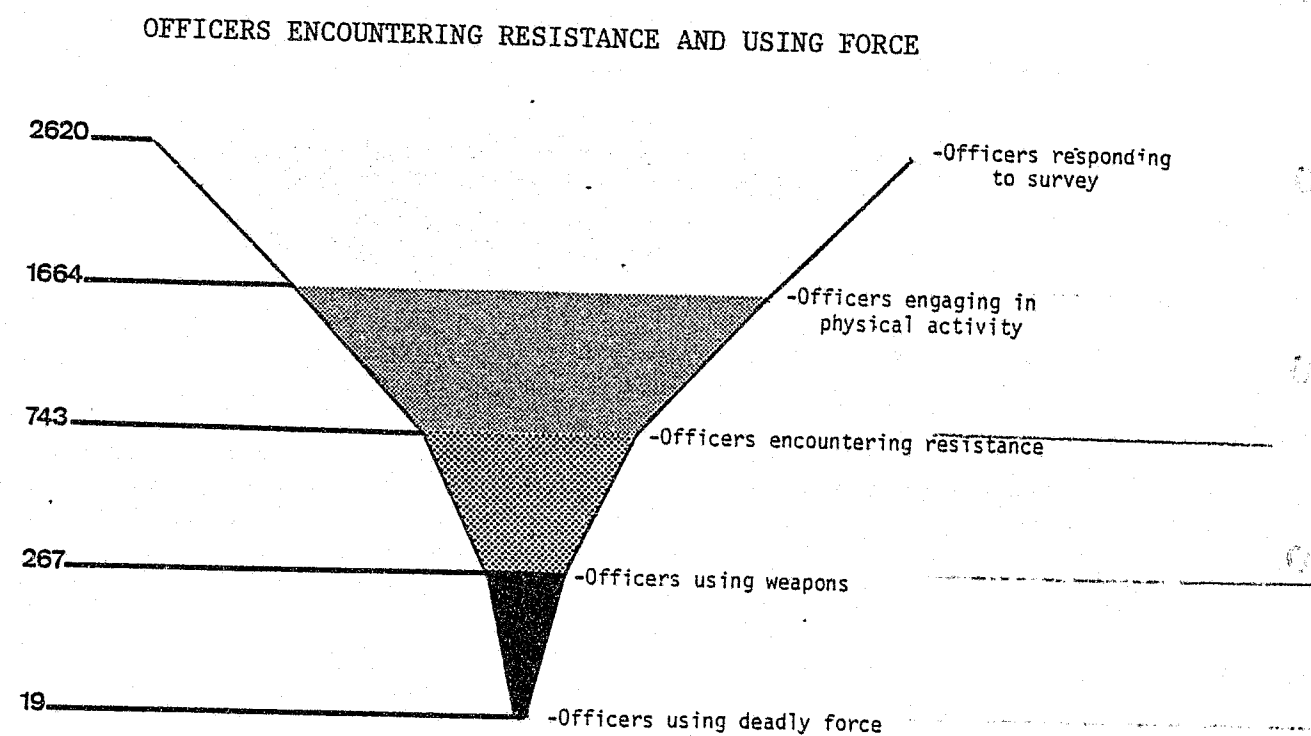 OFFICERS ENCOUNTERING RESISTANCE AND USING FORCE
2620
-Officers responding
to survey
1664
-Officers engaging in
physical activity
743
-Officers encountering resistance
267
-Officers using weapons
19
-Officers using deadly force